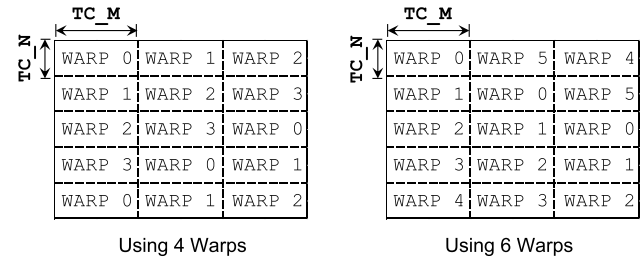 TC_M
TC_N
WARP 0 WARP 1 WARP 2
WARP 1 WARP 2 WARP 3
WARP 2 WARP 3 WARP 0
WARP 3 WARP 0 WARP 1
WARP 0 WARP 1 WARP 2
Using 4 Warps
TC_M
TC_N
WARP 0 WARP 5 WARP 4
WARP 1 WARP 0 WARP 5
WARP 2 WARP 1 WARP 0
WARP 3 WARP 2 WARP 1
WARP 4 WARP 3 WARP 2
Using 6 Warps